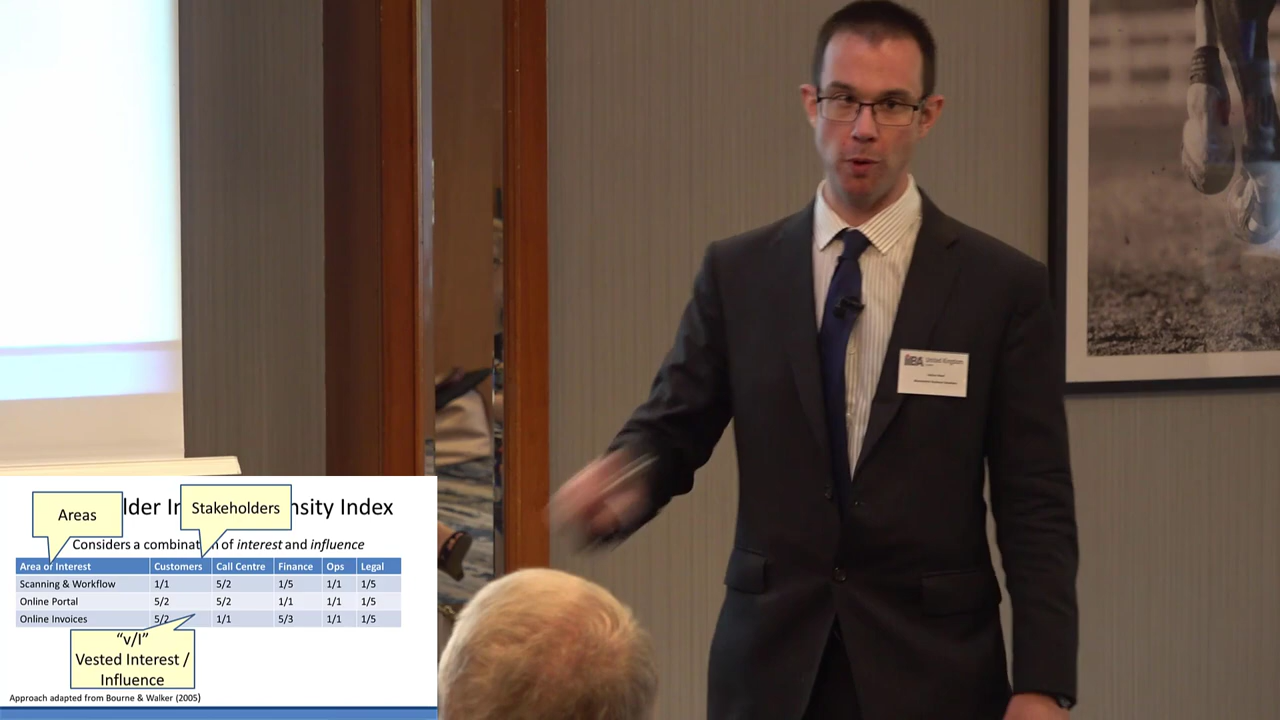 IIBA United Kingdom
Areas
Stakeholders
lder In nsity Index
Considers a combinati n of interest and influence
Area of Interest Customers Call Centre Finance Ops Legal
Scanning & Workflow 1/1 5/2 1/5 1/1 1/5
Online Portal 5/2 5/2 1/1 1/1 1/5
Online Invoices 5/2 1/1 5/3 1/1 1/5
“v/I”
Vested Interest /
Influence
Approach adapted from Bourne & Walker (2005)